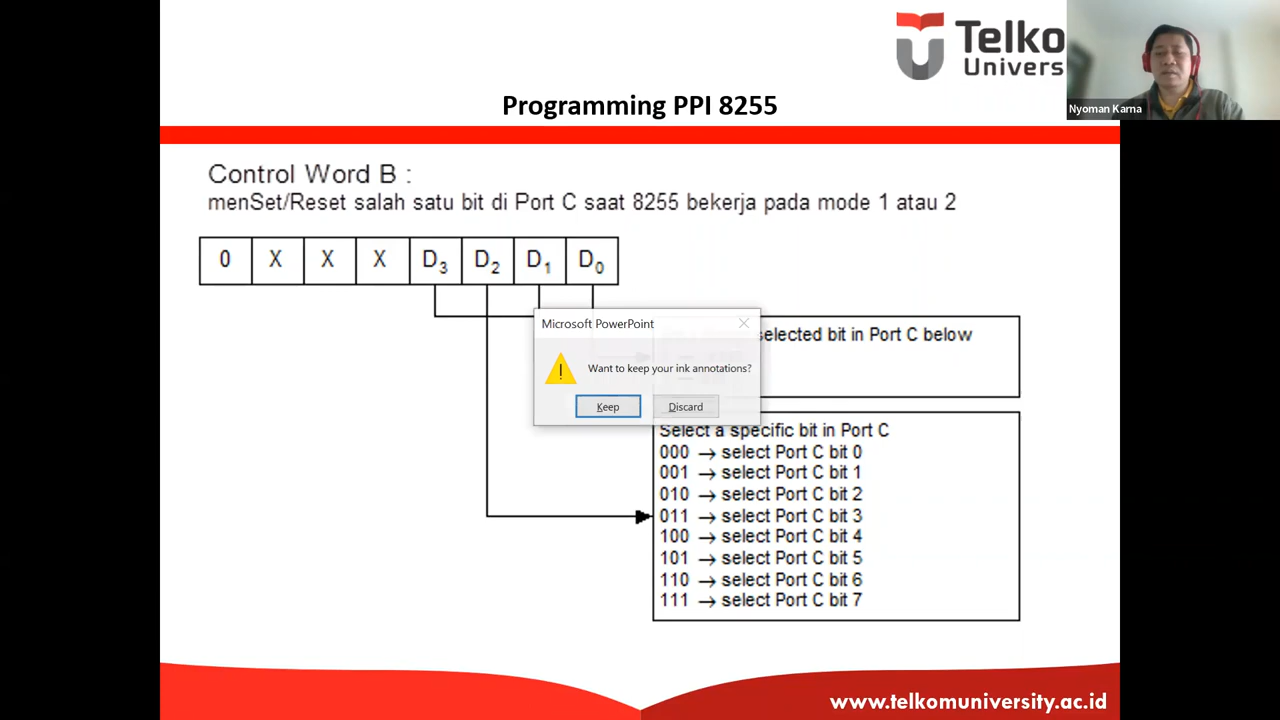 Telko
Univers
Nyoman Karna
Programming PPI 8255
Control Word B :
menSet/Reset salah satu bit di Port C saat 8255 bekerja pada mode 1 atau 2
0 X X X D3 D2 D1 D0
Microsoft PowerPoint
selected bit in Port C below
Want to keep your ink annotations?
Keep Discard
Select a specific bit in Port C
000 → select Port C bit 0
001 → select Port C bit 1
010 → select Port C bit 2
011 → select Port C bit 3
100 → select Port C bit 4
101 → select Port C bit 5
110 → select Port C bit 6
111 → select Port C bit 7
www.telkomuniversity.ac.id